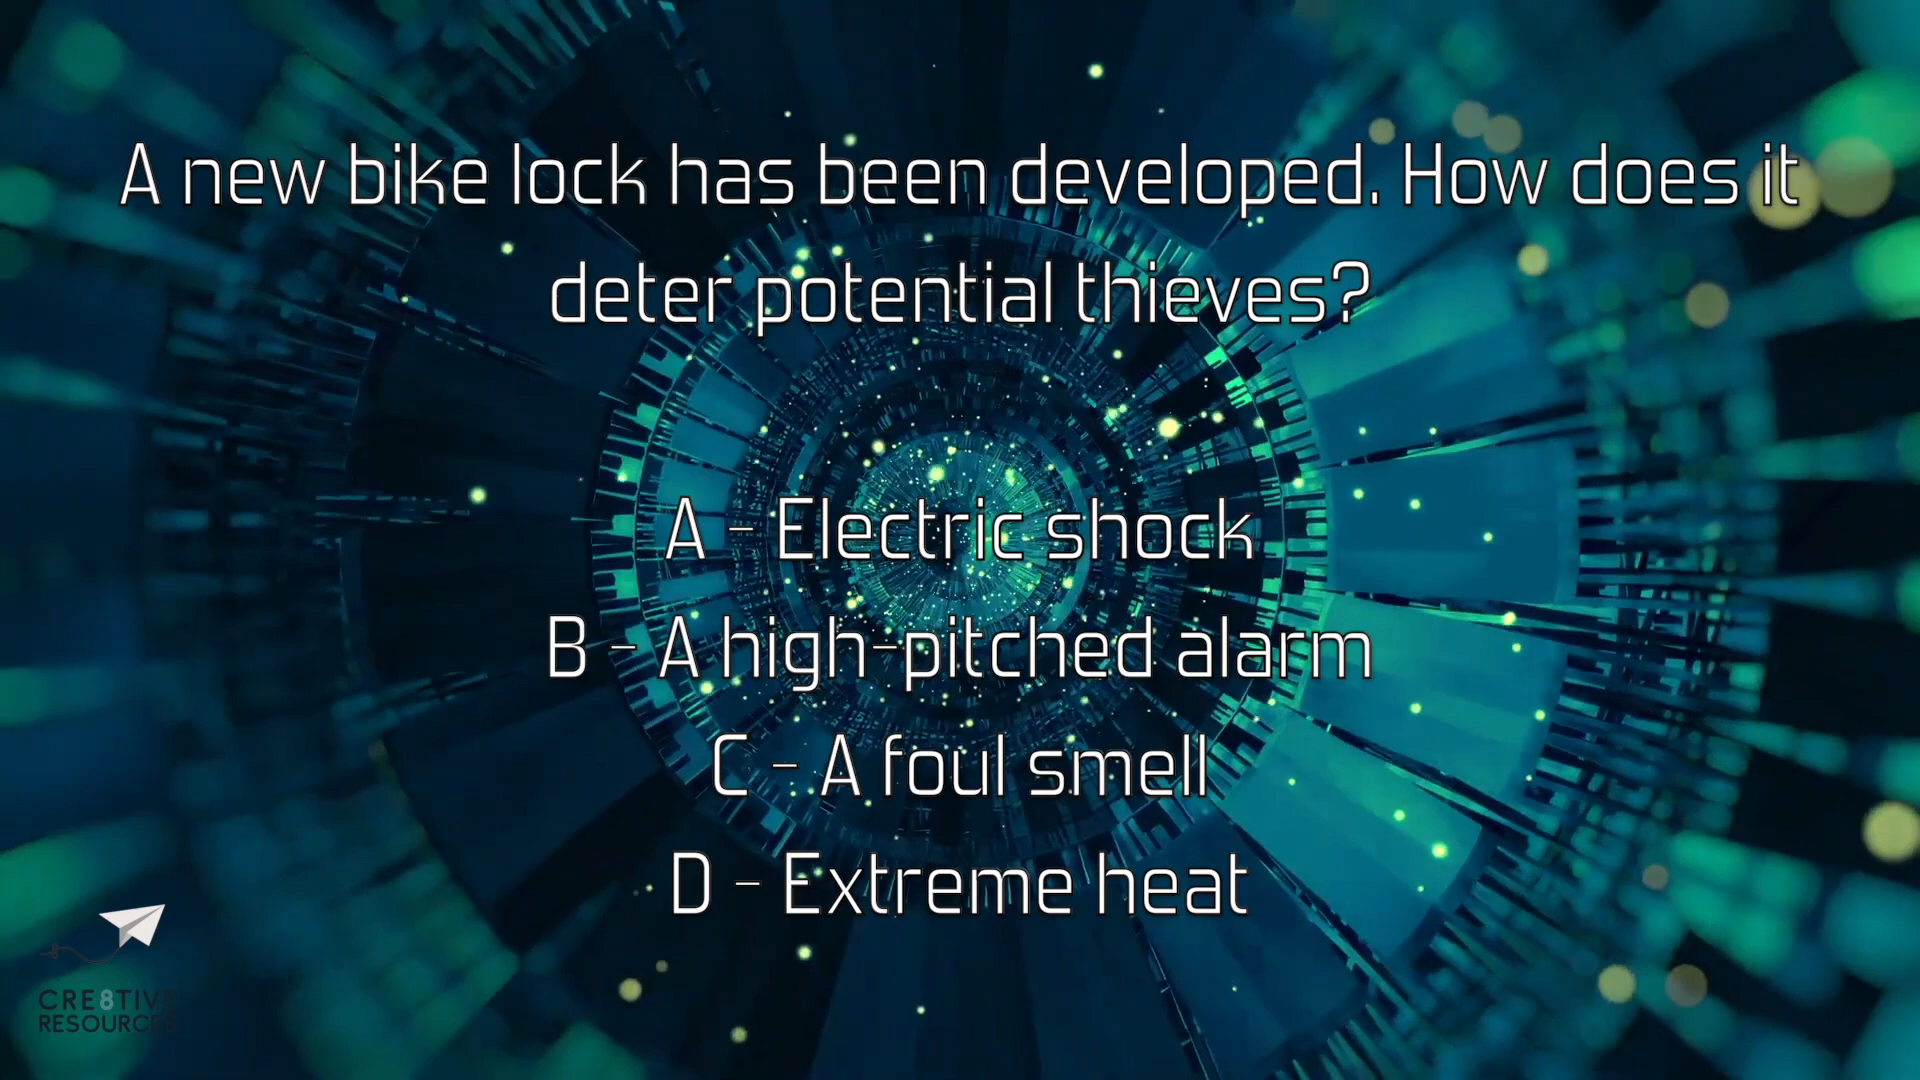 A new bike lock has been developed. How does it
deter potential thieves?
A - Electric shock
B - A high-pitched alarm
C - A foul smell
D - Extreme heat
CRE8TIVE
RESOURCES